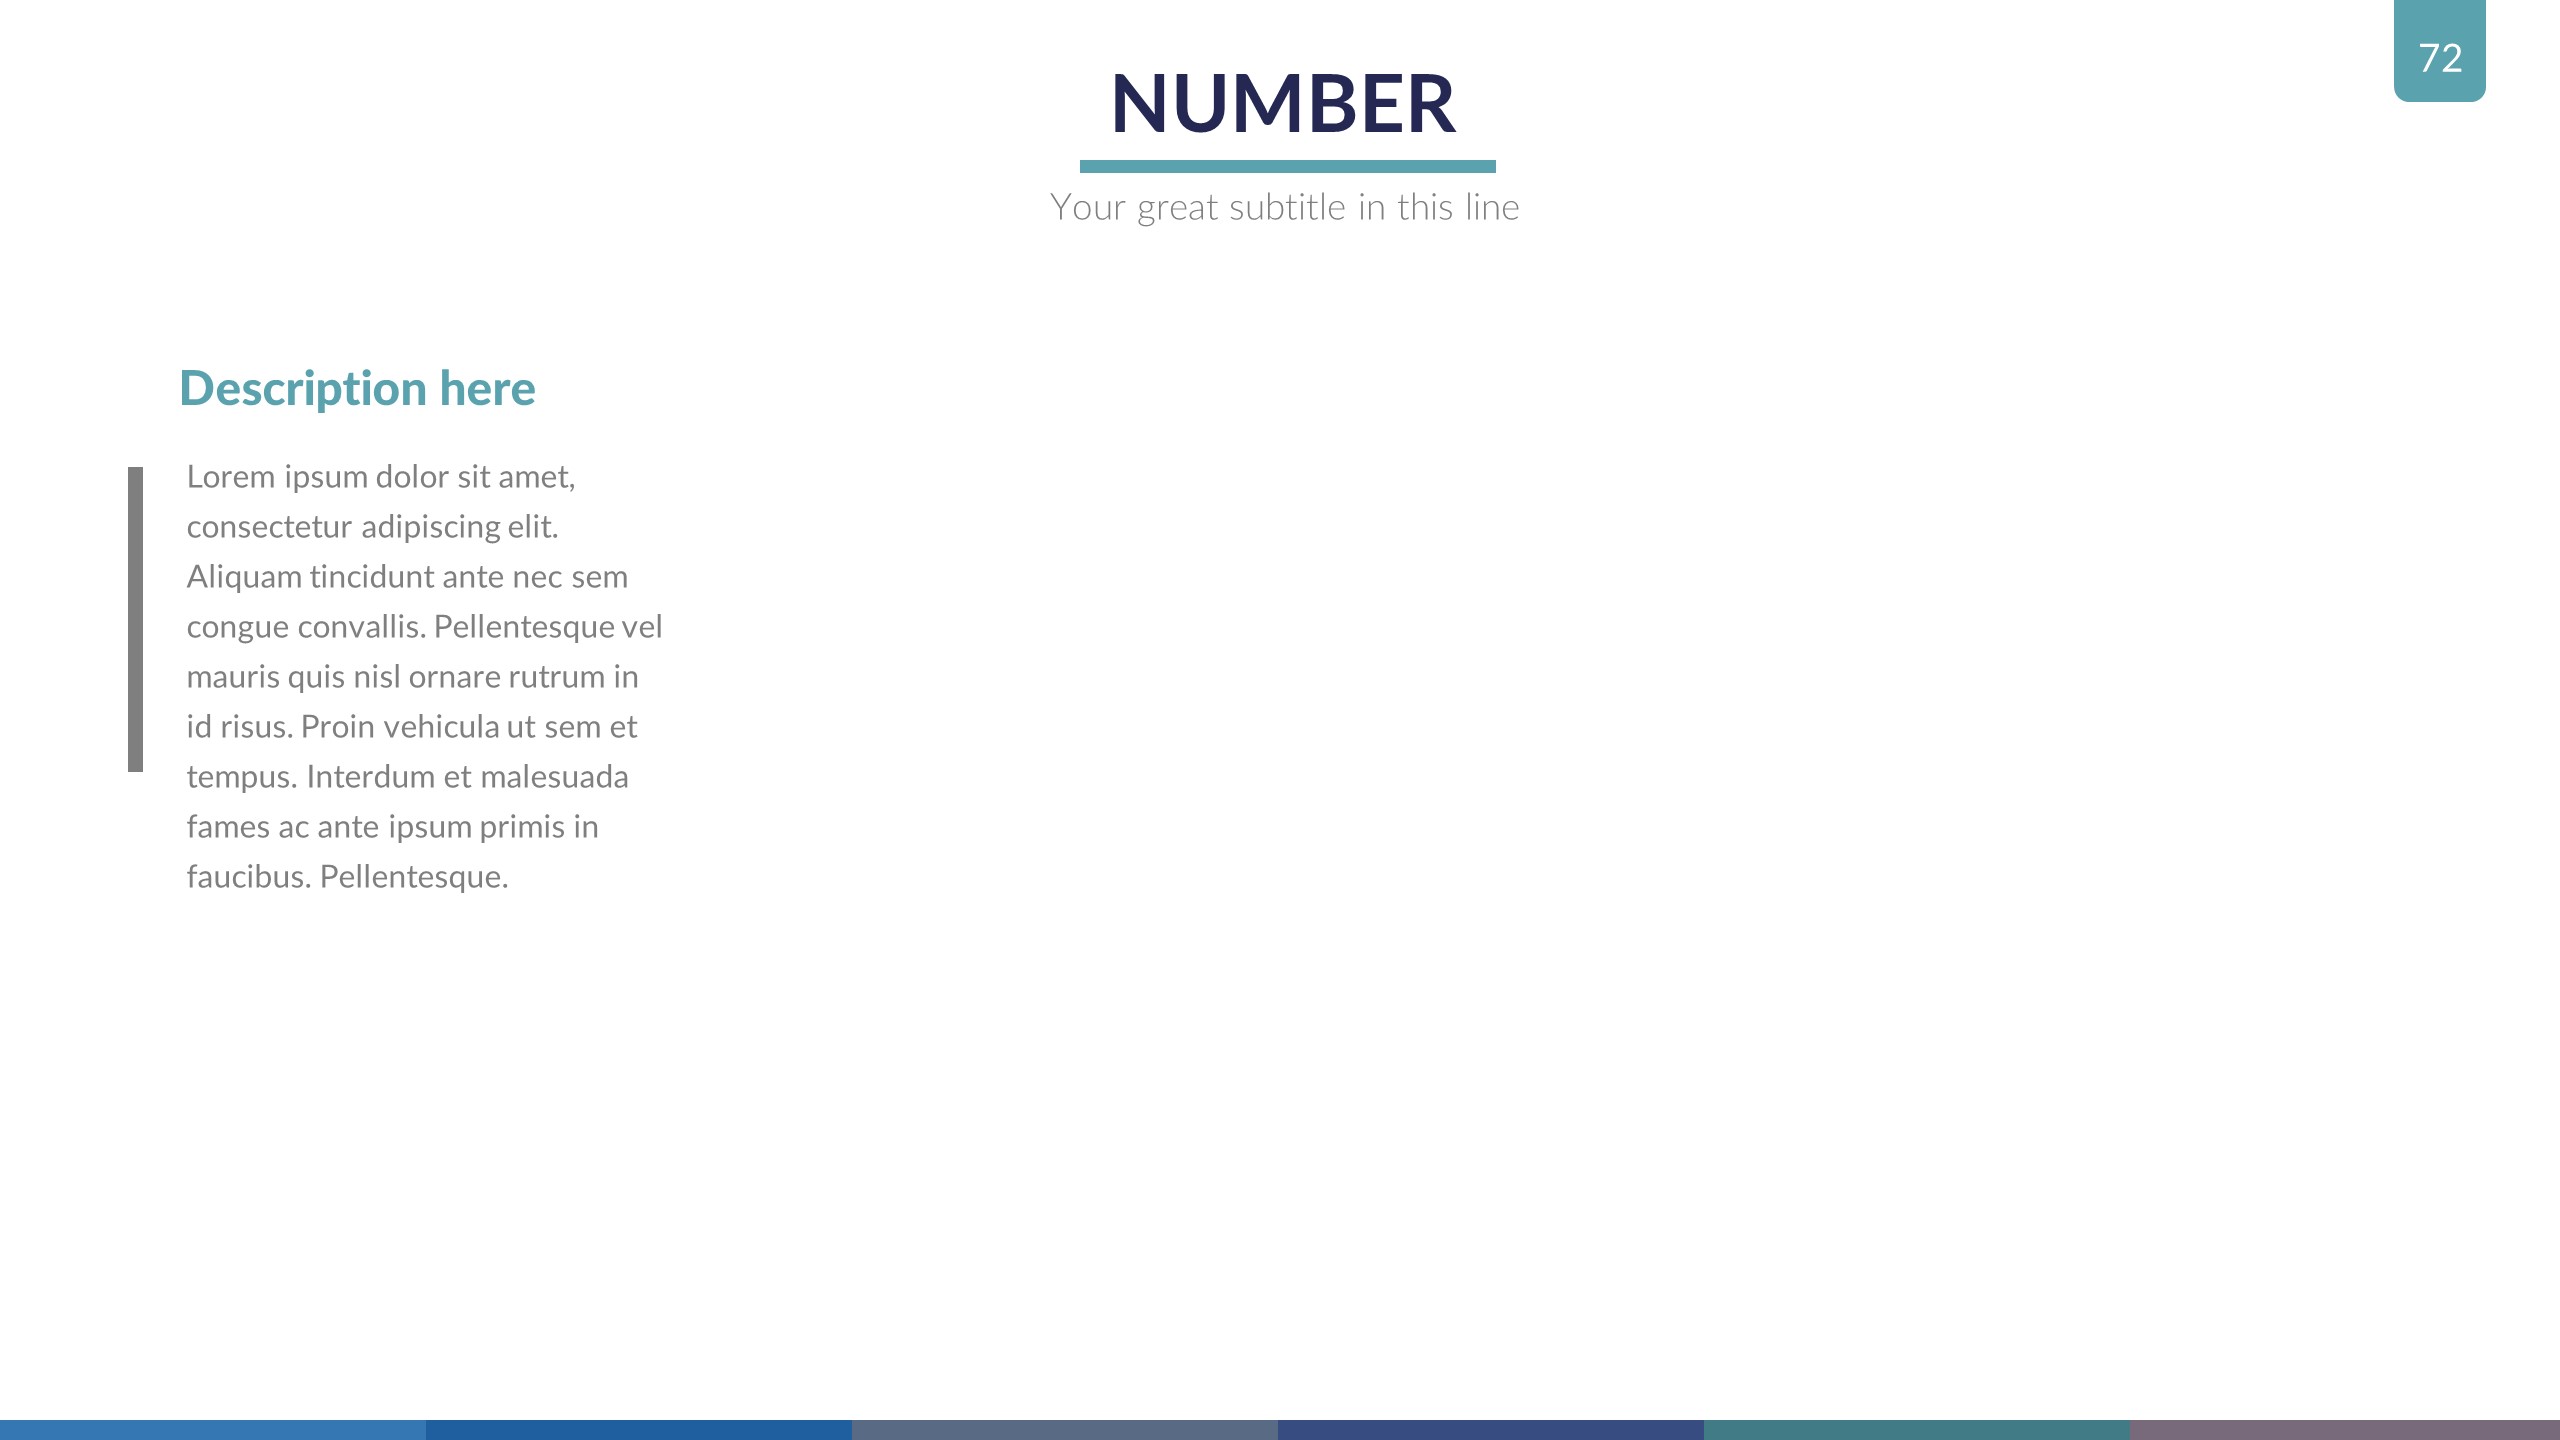 72
NUMBER
Your great subtitle in this line
Description here
Lorem ipsum dolor sit amet,
consectetur adipiscing elit.
Aliquam tincidunt ante nec sem
congue convallis. Pellentesque vel
mauris quis nisl ornare rutrum in
id risus. Proin vehicula ut sem et
tempus. Interdum et malesuada
fames ac ante ipsum primis in
faucibus. Pellentesque.